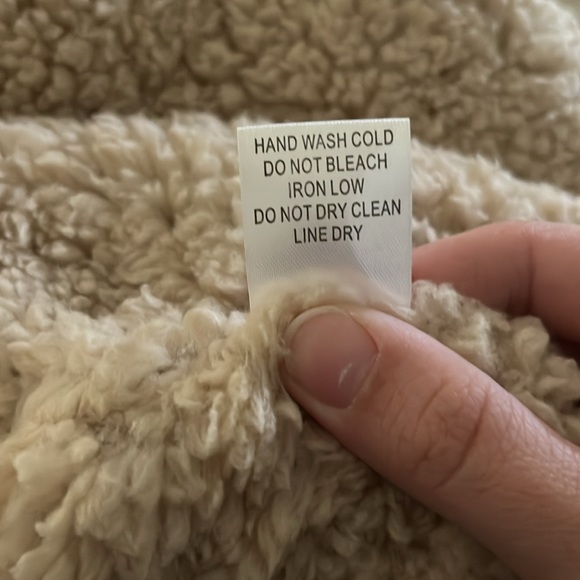 HAND WASH COLD
DO NOT BLEACH
IRON LOW
DO NOT DRY CLEAN
LINE DRY